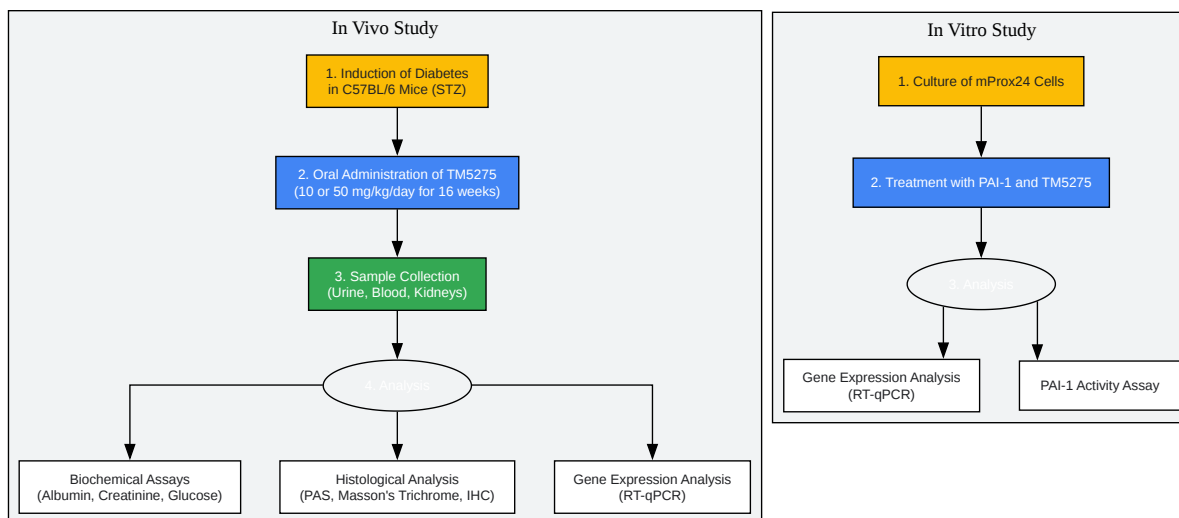 In Vivo Study
1. Induction of Diabetes
in C57BL/6 Mice (STZ)
2. Oral Administration of TM5275
(10 or 50 mg/kg/day for 16 weeks)
3. Sample Collection
(Urine, Blood, Kidneys)
4. Analysis
Biochemical Assays
(Albumin, Creatinine, Glucose)
Histological Analysis
(PAS, Masson's Trichrome, IHC)
Gene Expression Analysis
(RT-qPCR)
In Vitro Study
1. Culture of mProx24 Cells
2. Treatment with PAI-1 and TM5275
3. Analysis
Gene Expression Analysis
(RT-qPCR)
PAI-1 Activity Assay